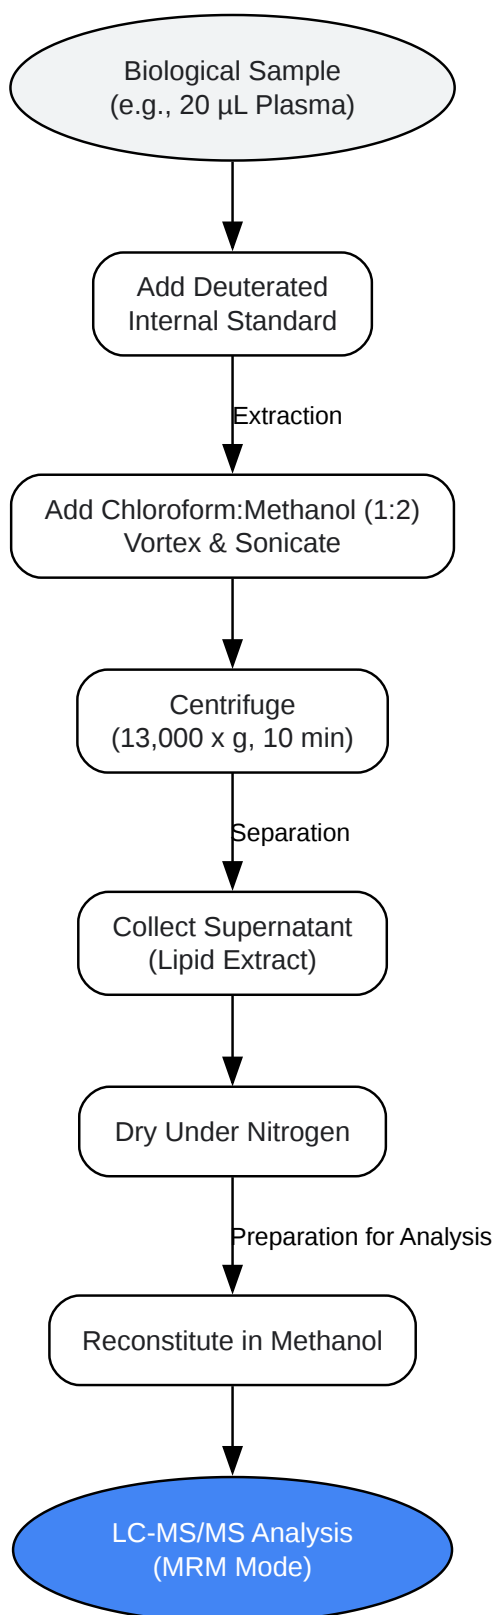 Biological Sample
(e.g., 20 µL Plasma)
Add Deuterated
Internal Standard
Extraction
Add Chloroform:Methanol (1:2)
Vortex & Sonicate
Centrifuge
(13,000 x g, 10 min)
Separation
Collect Supernatant
(Lipid Extract)
Dry Under Nitrogen
Preparation for Analysis
Reconstitute in Methanol
LC-MS/MS Analysis
(MRM Mode)